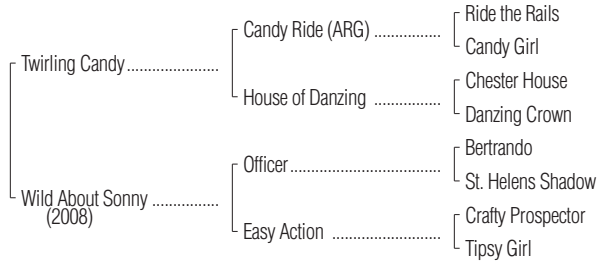 Ride the Rails
Candy Ride (ARG) ................
Candy Girl
Twirling Candy ......................
Chester House
House of Danzing ................
Danzing Crown
Bertrando
Officer....................................
St. Helens Shadow
Wild About Sonny ................
(2008)
Crafty Prospector
Easy Action ..........................
Tipsy Girl